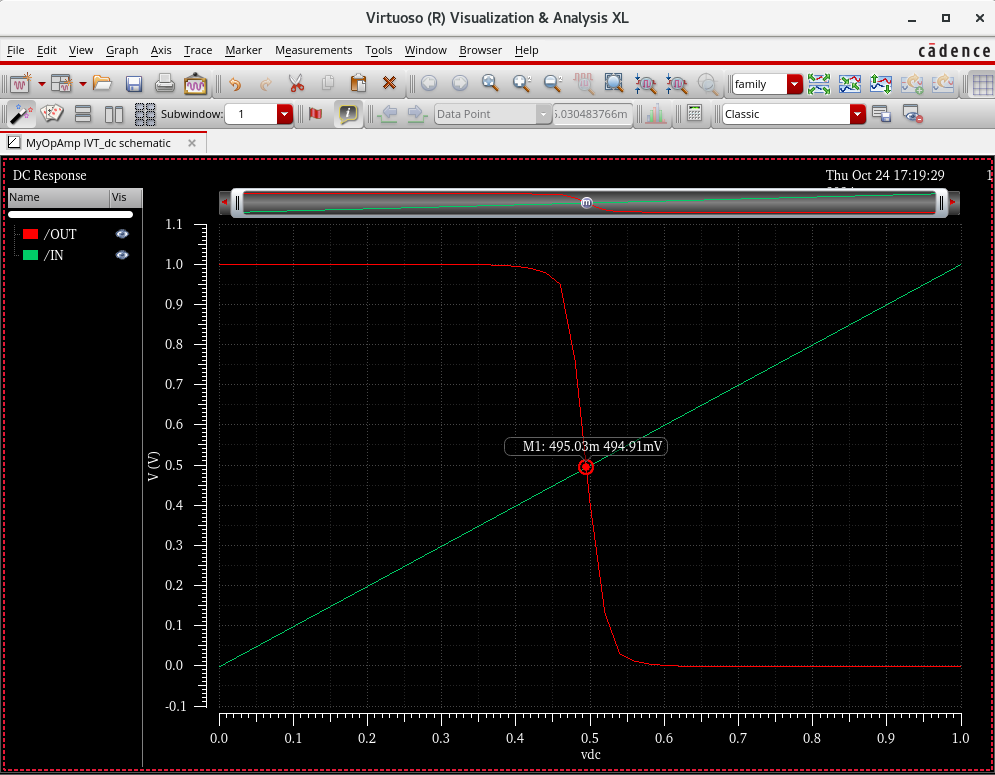 Virtuoso (R) Visualization & Analysis XL
File Edit View Graph Axis Trace Marker Measurements Tools Window Browser Help
cādence
family
Subwindow: 1 Data Point 5.030483766m Classic
MyOpAmp IVT_dc schematic
DC Response
Thu Oct 24 17:19:29 1
Name Vis
/OUT
/IN
m
1.1
1.0
0.9
0.8
0.7
0.6
M1: 495.03m 494.91mV
V (V)
0.5
0.4
0.3
0.2
0.1
0.0
-0.1
0.0 0.1 0.2 0.3 0.4 0.5 0.6 0.7 0.8 0.9 1.0
vdc